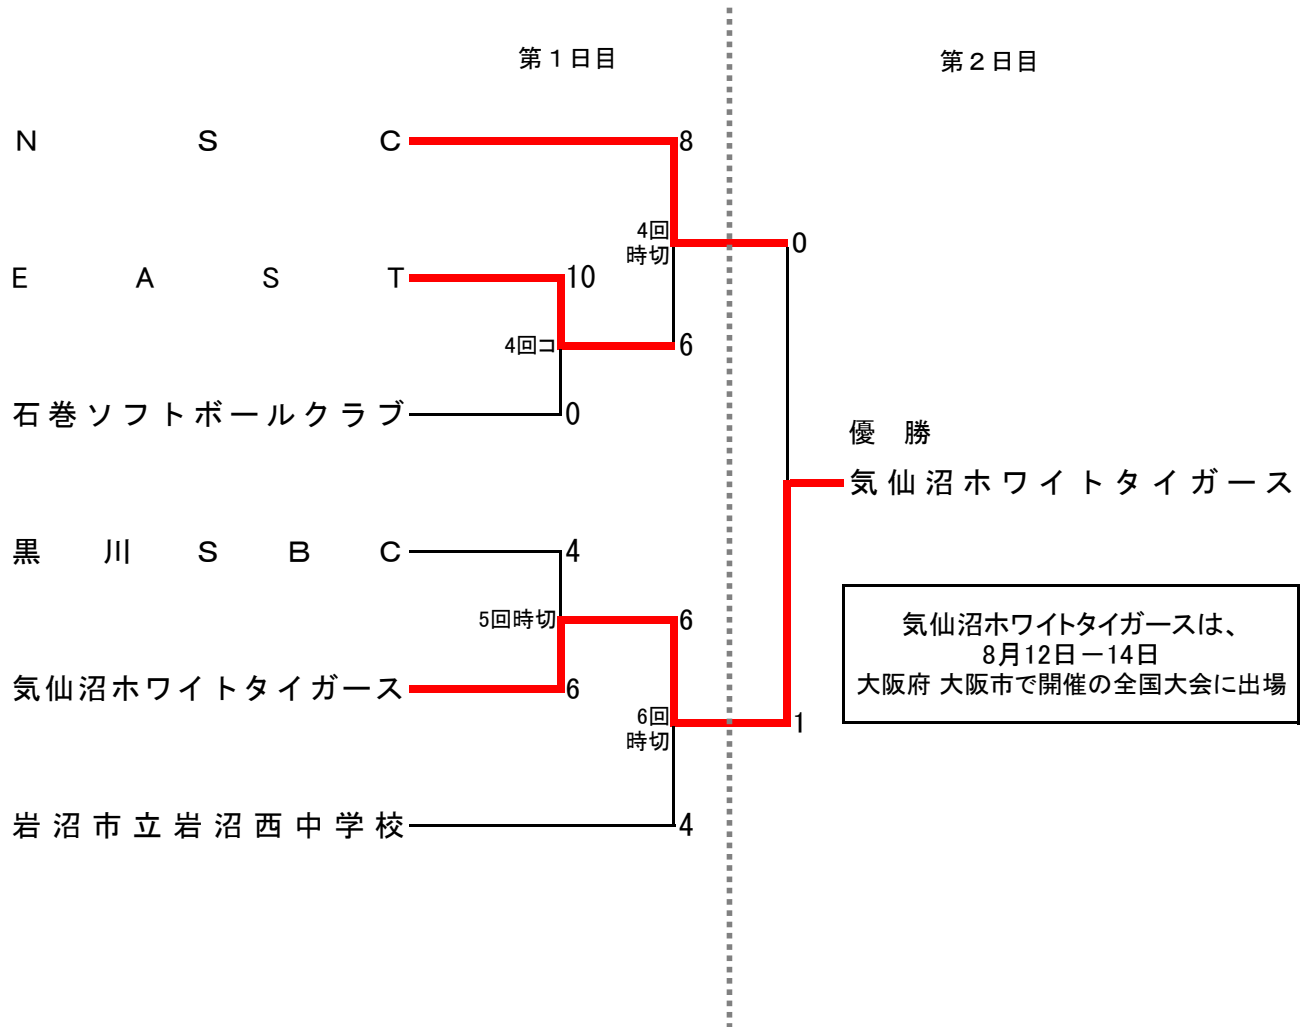 第１日目
第２日目
Ｎ　Ｓ　Ｃ
8
4回
時切
0
Ｅ　Ａ　Ｓ　Ｔ
10
4回コ
6
石巻ソフトボールクラブ
0
優　勝
気仙沼ホワイトタイガース
黒　川　Ｓ　Ｂ　Ｃ
4
5回時切
6
気仙沼ホワイトタイガース
6
6回
時切
1
岩沼市立岩沼西中学校
4
気仙沼ホワイトタイガースは、
8月12日－14日
大阪府 大阪市で開催の全国大会に出場